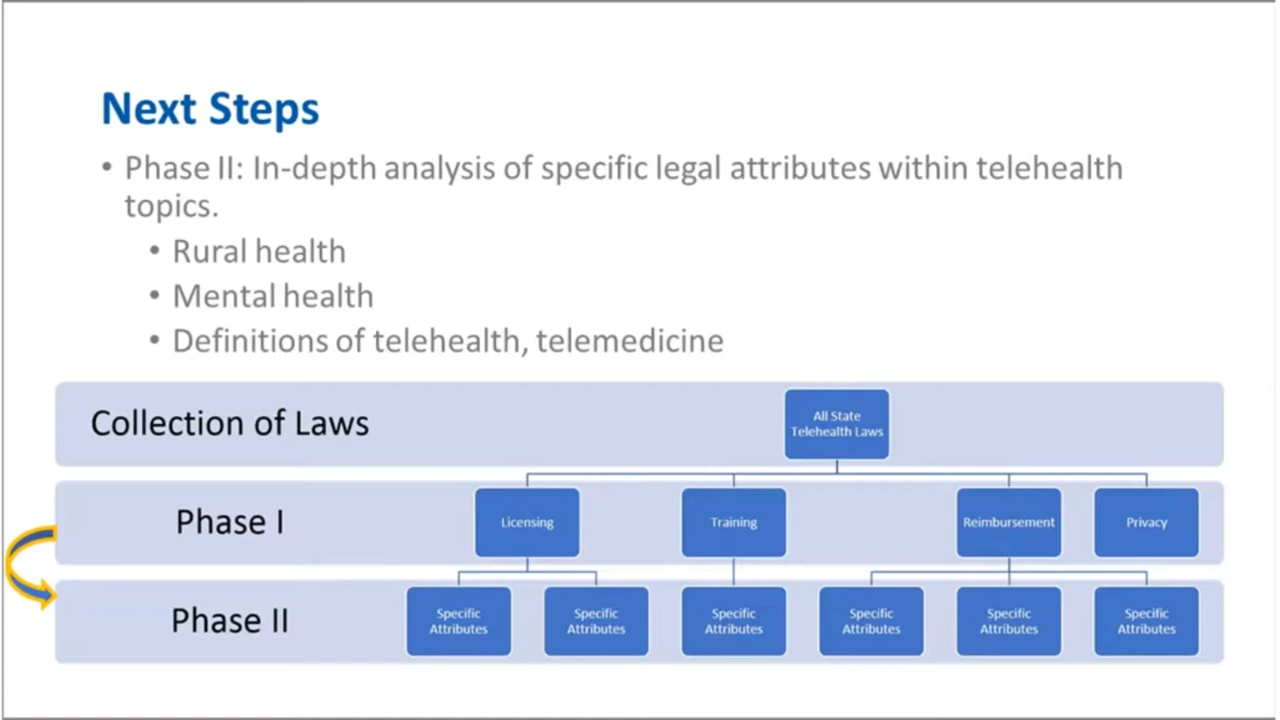 Next Steps
• Phase II: In-depth analysis of specific legal attributes within telehealth
topics.
• Rural health
• Mental health
• Definitions of telehealth, telemedicine
Collection of Laws
All State
Telehealth Laws
Phase I
Licensing
Training
Reimbursement
Privacy
Phase II
Specific
Attributes
Specific
Attributes
Specific
Attributes
Specific
Attributes
Specific
Attributes
Specific
Attributes